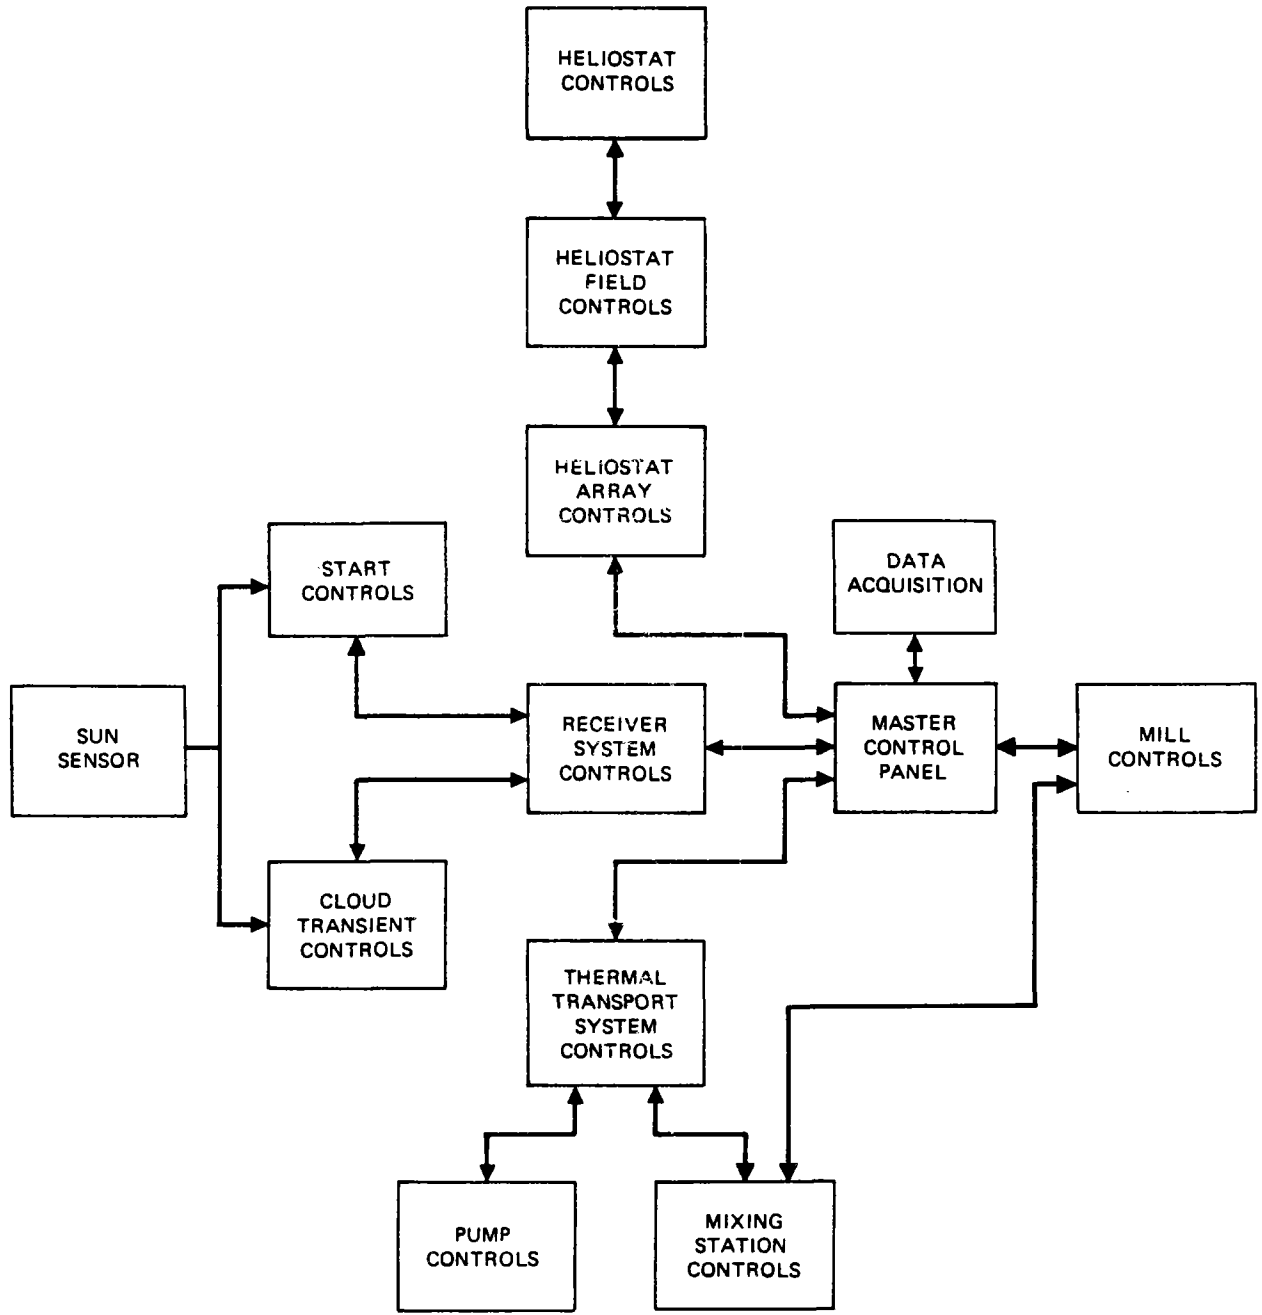 HELIOSTAT
CONTROLS
HELIOSTAT
FIELD
CONTROLS
HELIOSTAT
ARRAY
CONTROLS
START
CONTROLS
DATA
ACQUISITION
SUN
SENSOR
RECEIVER
SYSTEM
CONTROLS
MASTER
CONTROL
PANEL
MILL
CONTROLS
CLOUD
TRANSIENT
CONTROLS
THERMAL
TRANSPORT
SYSTEM
CONTROLS
PUMP
CONTROLS
MIXING
STATION
CONTROLS